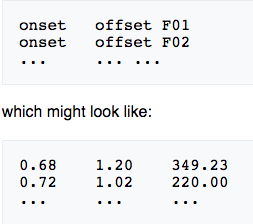 onset offset F01
onset offset F02
... ... ...
which might look like:
0.68 1.20 349.23
0.72 1.02 220.00
... ... ...